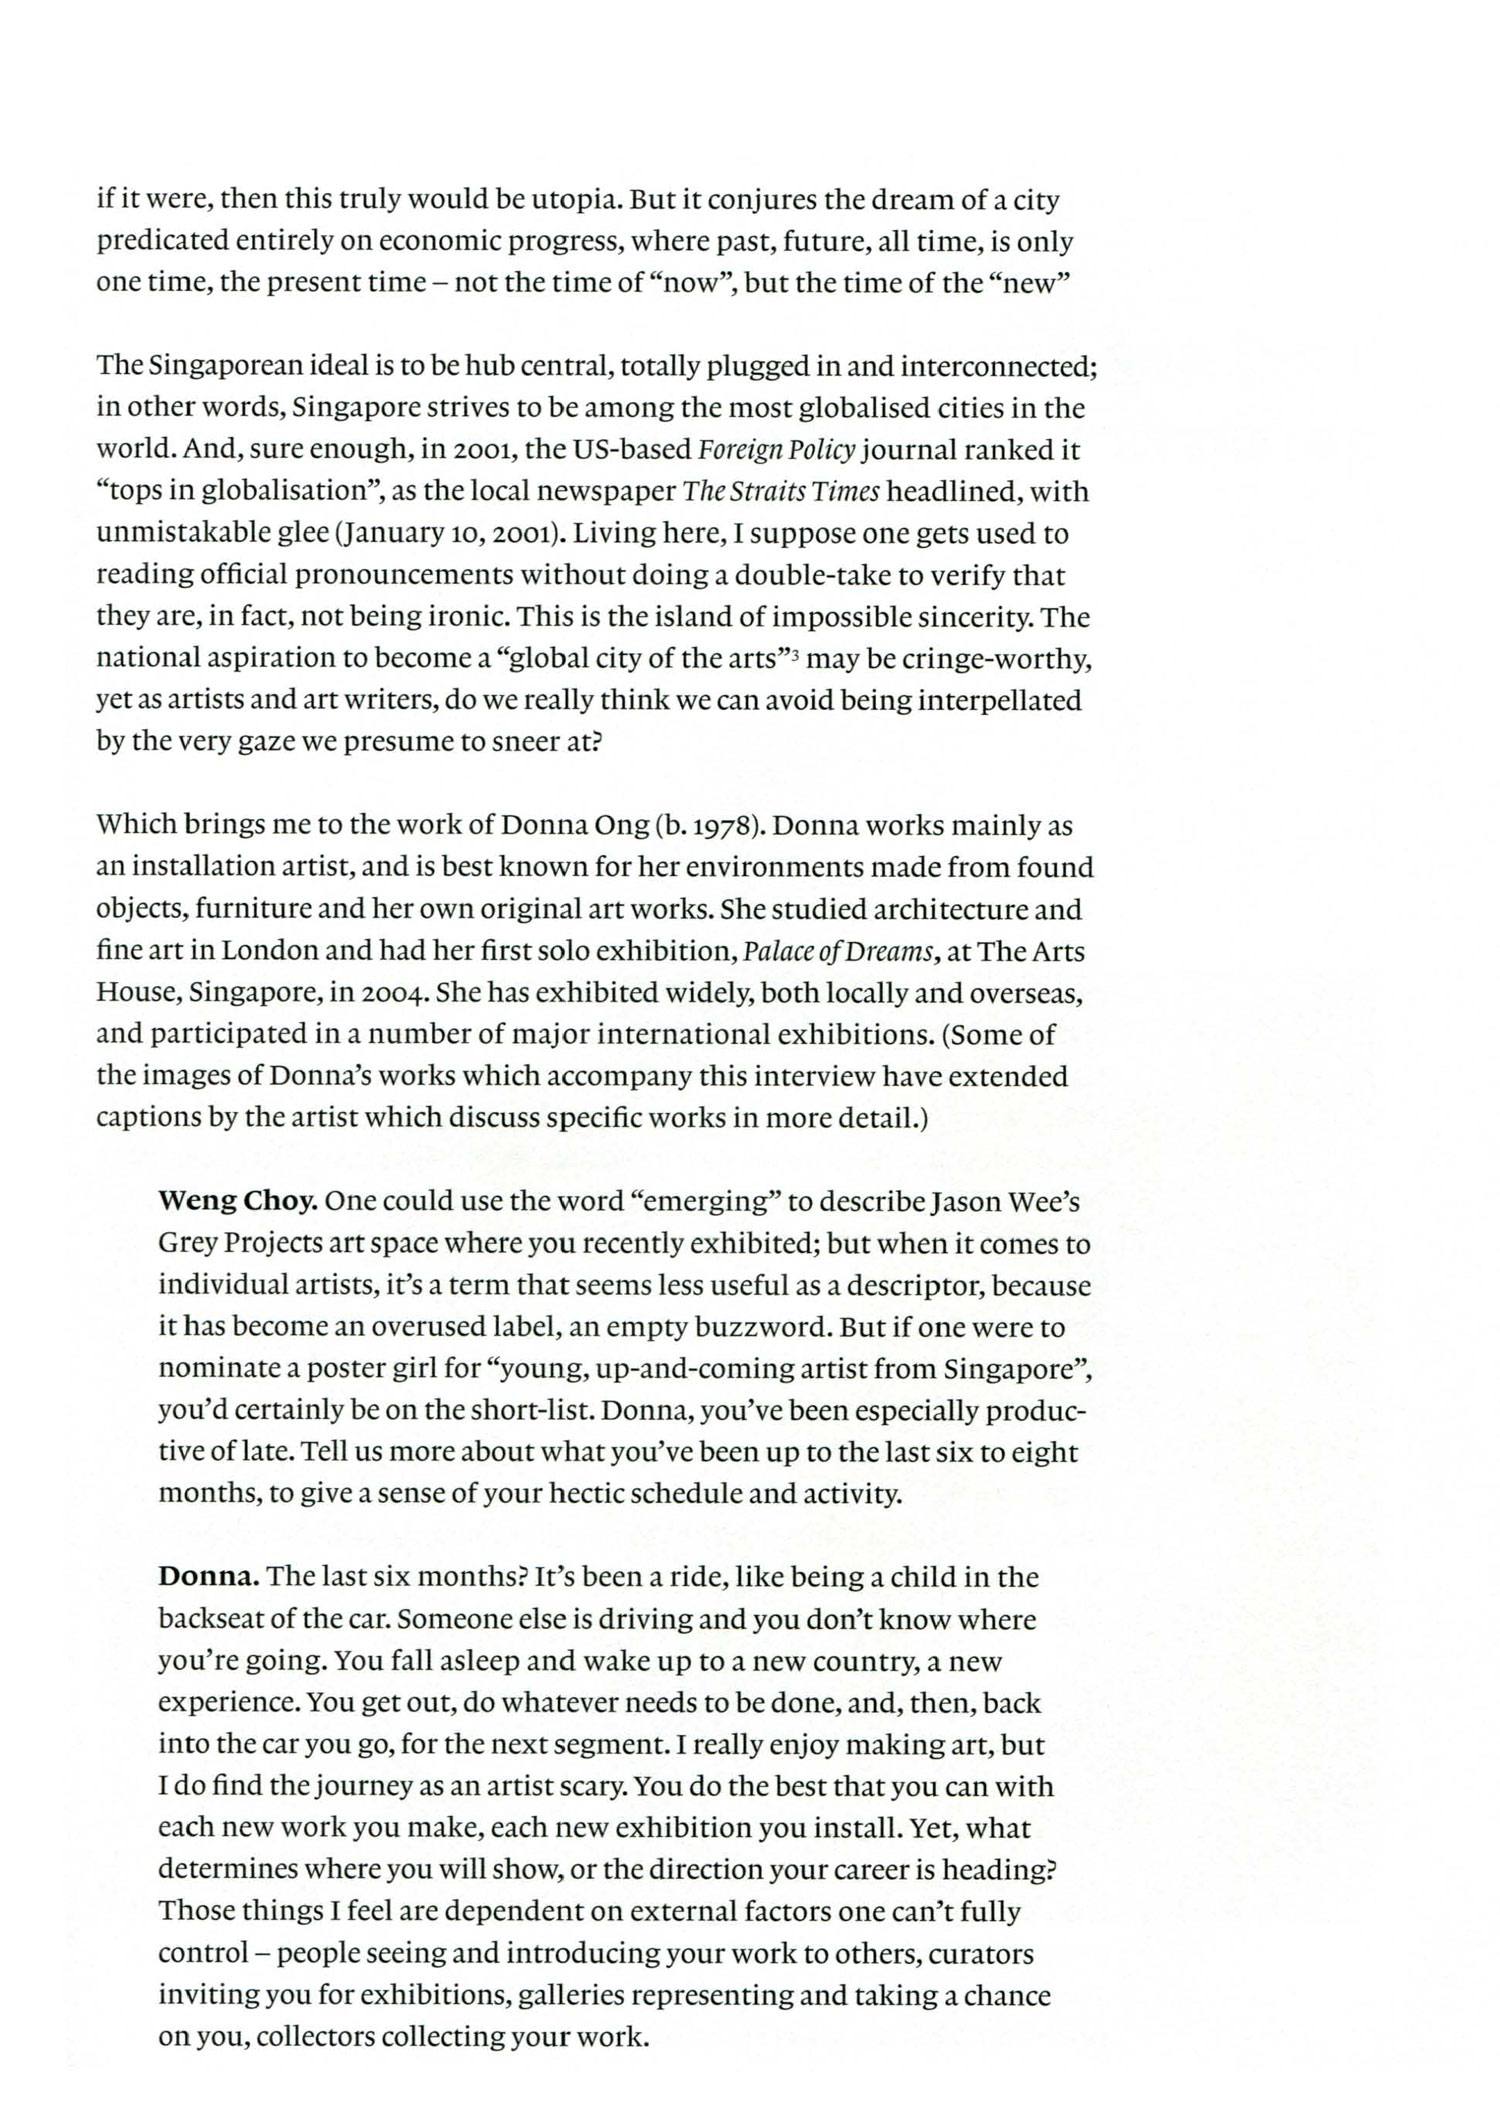 if it were, then this truly would be utopia. But it conjures the dream of a city
predicated entirely on economic progress, where past, future, all time, is only
one time, the present time – not the time of “now”, but the time of the “new”
The Singaporean ideal is to be hub central, totally plugged in and interconnected;
in other words, Singapore strives to be among the most globalised cities in the
world. And, sure enough, in 2001, the US-based Foreign Policy journal ranked it
“tops in globalisation”, as the local newspaper The Straits Times headlined, with
unmistakable glee (January 10, 2001). Living here, I suppose one gets used to
reading official pronouncements without doing a double-take to verify that
they are, in fact, not being ironic. This is the island of impossible sincerity. The
national aspiration to become a “global city of the arts”³ may be cringe-worthy,
yet as artists and art writers, do we really think we can avoid being interpellated
by the very gaze we presume to sneer at?
Which brings me to the work of Donna Ong (b. 1978). Donna works mainly as
an installation artist, and is best known for her environments made from found
objects, furniture and her own original art works. She studied architecture and
fine art in London and had her first solo exhibition, Palace of Dreams, at The Arts
House, Singapore, in 2004. She has exhibited widely, both locally and overseas,
and participated in a number of major international exhibitions. (Some of
the images of Donna’s works which accompany this interview have extended
captions by the artist which discuss specific works in more detail.)
Weng Choy. One could use the word “emerging” to describe Jason Wee’s
Grey Projects art space where you recently exhibited; but when it comes to
individual artists, it’s a term that seems less useful as a descriptor, because
it has become an overused label, an empty buzzword. But if one were to
nominate a poster girl for “young, up-and-coming artist from Singapore”,
you’d certainly be on the short-list. Donna, you’ve been especially produc-
tive of late. Tell us more about what you’ve been up to the last six to eight
months, to give a sense of your hectic schedule and activity.
Donna. The last six months? It’s been a ride, like being a child in the
backseat of the car. Someone else is driving and you don’t know where
you’re going. You fall asleep and wake up to a new country, a new
experience. You get out, do whatever needs to be done, and, then, back
into the car you go, for the next segment. I really enjoy making art, but
I do find the journey as an artist scary. You do the best that you can with
each new work you make, each new exhibition you install. Yet, what
determines where you will show, or the direction your career is heading?
Those things I feel are dependent on external factors one can’t fully
control – people seeing and introducing your work to others, curators
inviting you for exhibitions, galleries representing and taking a chance
on you, collectors collecting your work.